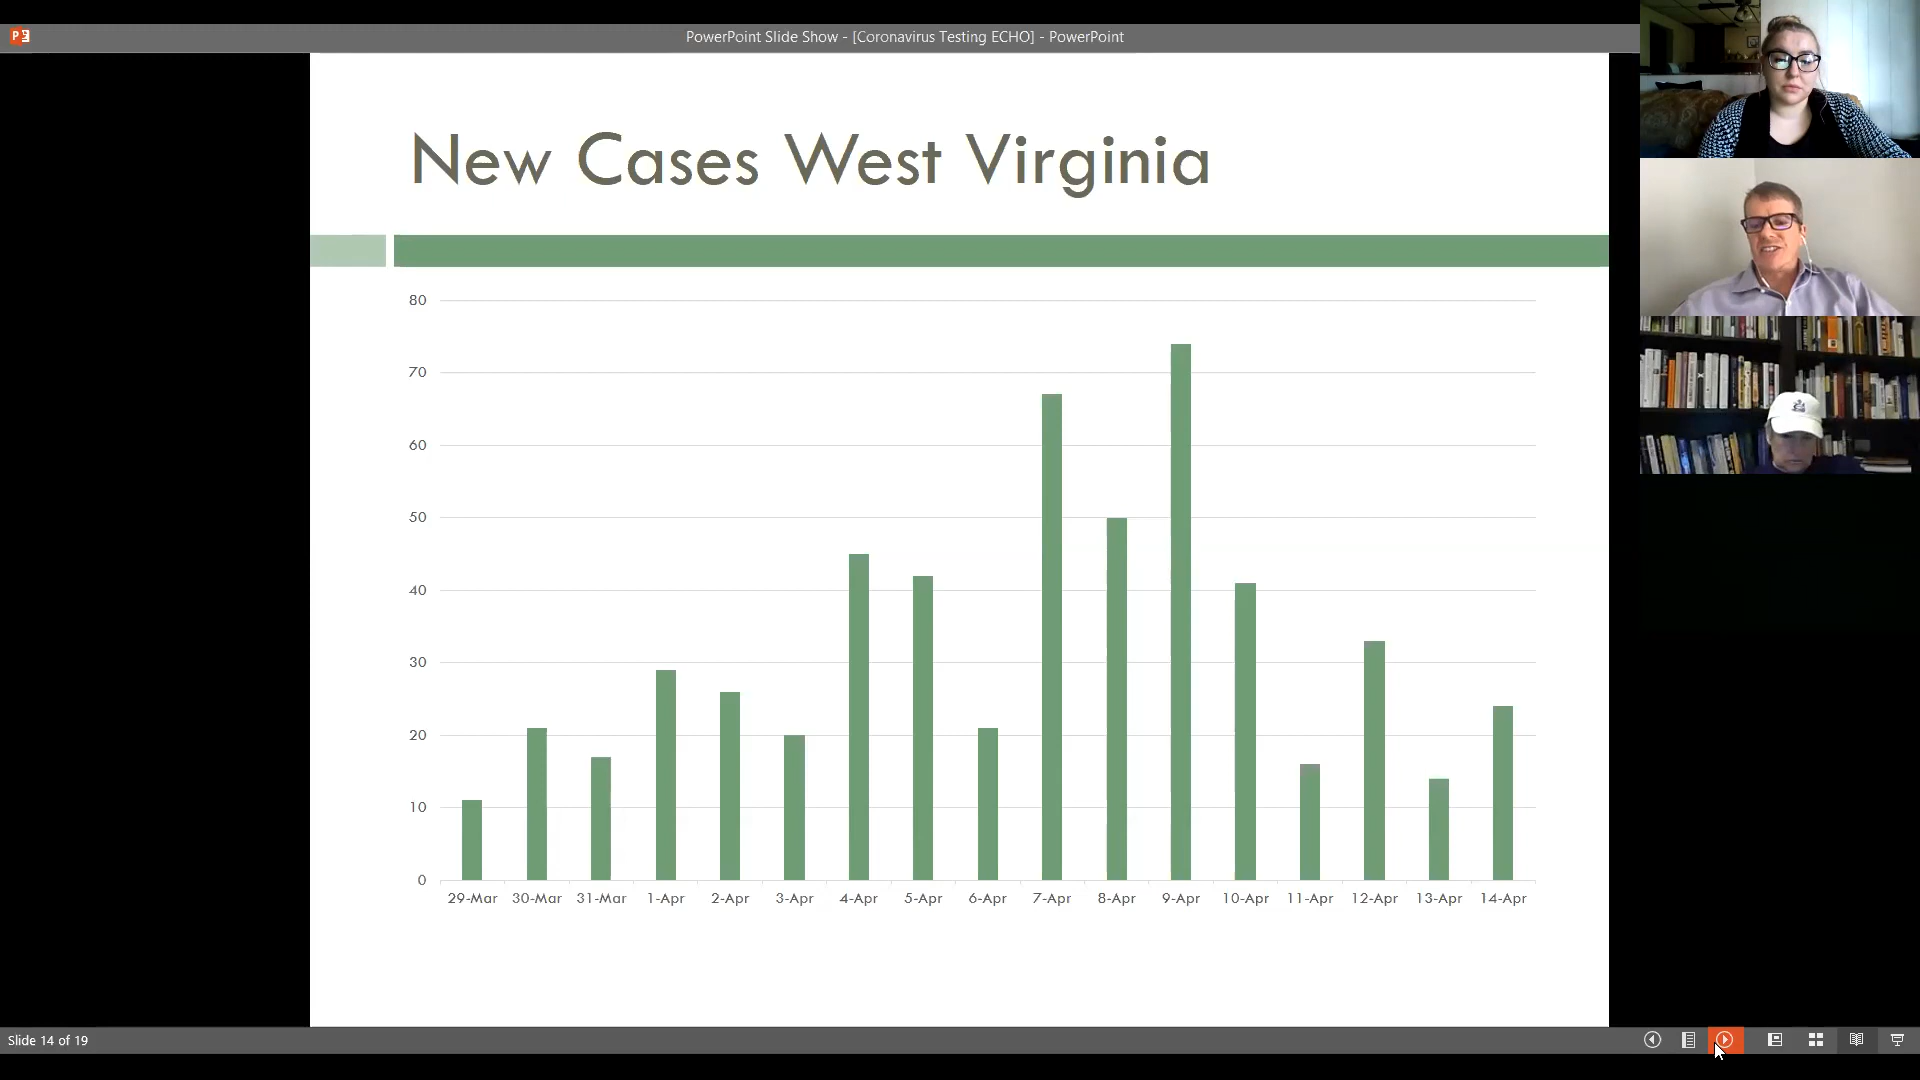 PowerPoint Slide Show - [Coronavirus Testing ECHO] - PowerPoint
New Cases West Virginia
80
70
60
50
40
30
20
10
0
29-Mar 30-Mar 31-Mar 1-Apr 2-Apr 3-Apr 4-Apr 5-Apr 6-Apr 7-Apr 8-Apr 9-Apr 10-Apr 11-Apr 12-Apr 13-Apr 14-Apr
Slide 14 of 19